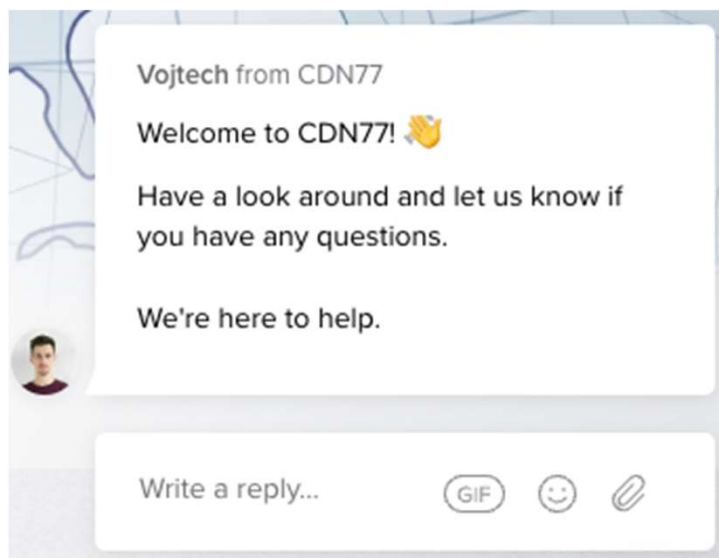 Vojtech from CDN77
Welcome to CDN77! 👋
Have a look around and let us know if
you have any questions.
We're here to help.
Write a reply...
GIF